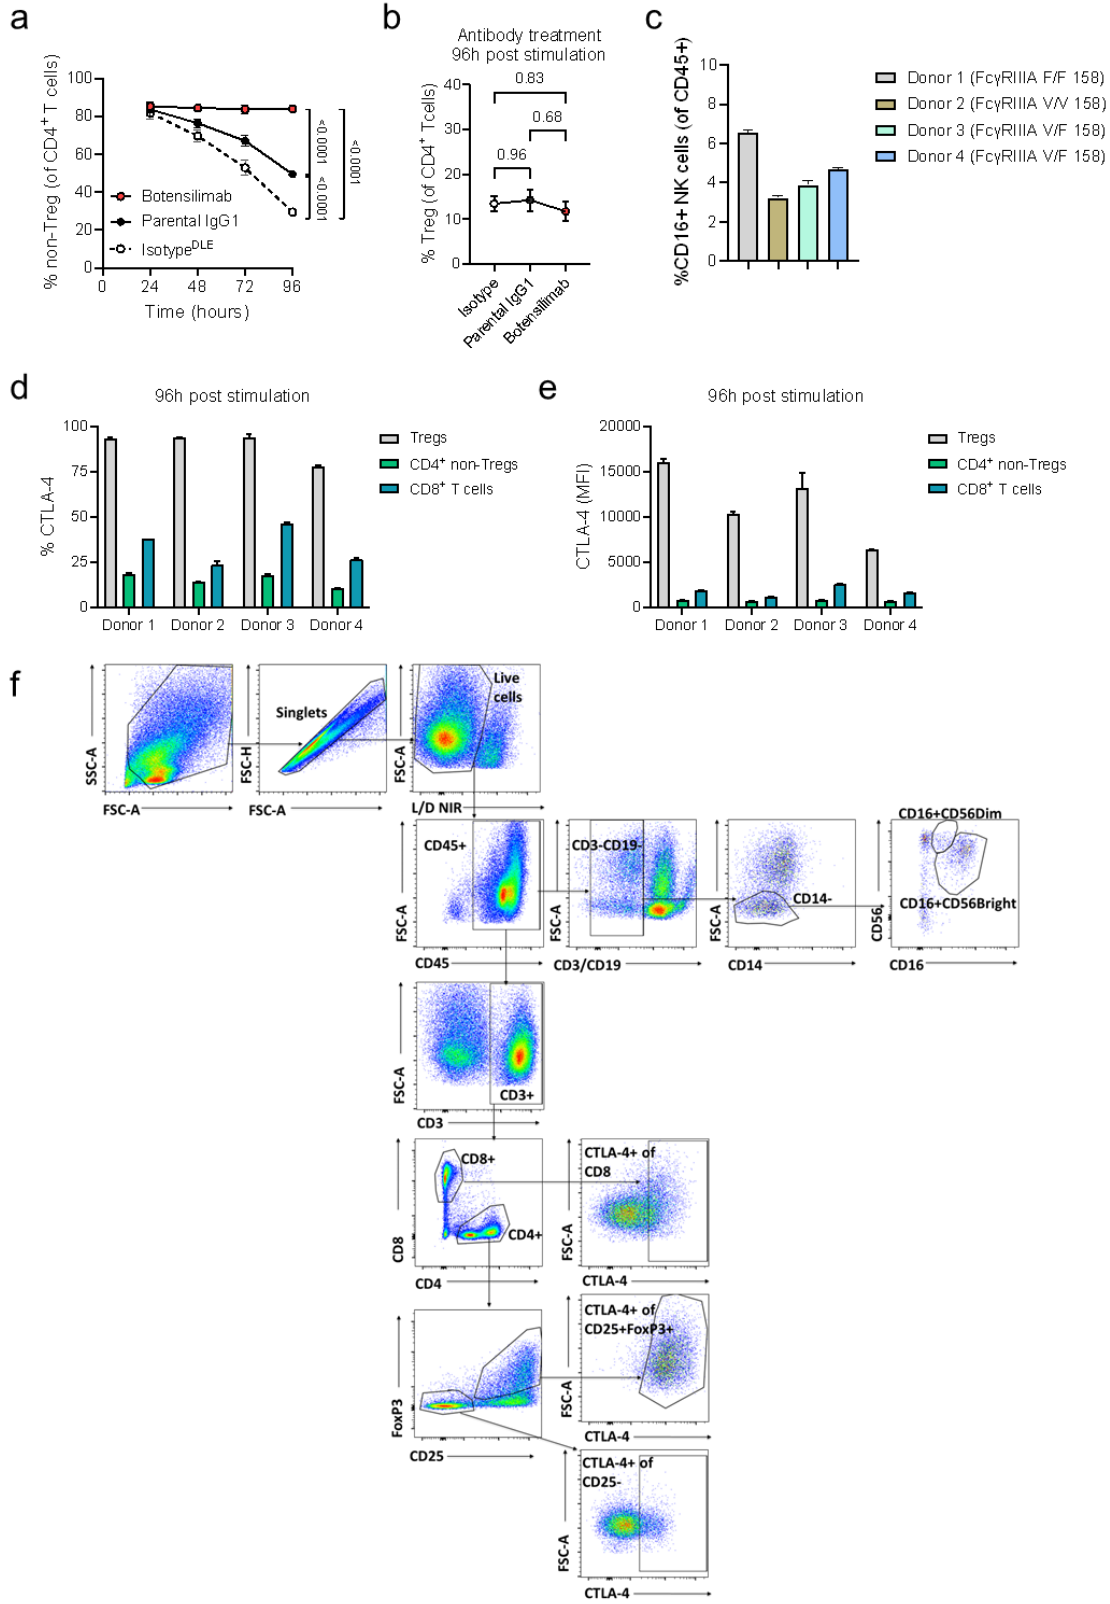 a
% non-Treg (of CD4+ T cells)
100
80
60
40
20
0
0 24 48 72 96
Time (hours)
Botensilimab
Parental IgG1
IsotypeDLE
<0.0001
<0.0001
<0.0001
b
Antibody treatment
96h post stimulation
% Treg (of CD4+ Tcells)
40
30
20
10
0
0.83
0.68
0.96
Isotype
Parental IgG1
Botensilimab
c
%CD16+ NK cells (of CD45+)
10
8
6
4
2
0
Donor 1 (FcγRIIIA F/F 158)
Donor 2 (FcγRIIIA V/V 158)
Donor 3 (FcγRIIIA V/F 158)
Donor 4 (FcγRIIIA V/F 158)
d
96h post stimulation
% CTLA-4
100
75
50
25
0
Donor 1 Donor 2 Donor 3 Donor 4
Tregs
CD4+ non-Tregs
CD8+ T cells
e
96h post stimulation
CTLA-4 (MFI)
20000
15000
10000
5000
0
Donor 1 Donor 2 Donor 3 Donor 4
Tregs
CD4+ non-Tregs
CD8+ T cells
f
SSC-A
FSC-A
Singlets
FSC-H
FSC-A
Live
cells
FSC-A
L/D NIR
CD45+
FSC-A
CD45
CD3-CD19-
FSC-A
CD3/CD19
CD14-
FSC-A
CD14
CD16+CD56Dim
CD16+CD56Bright
CD56
CD16
FSC-A
CD3+
CD3
CD8+
CD4+
CD8
CD4
CTLA-4+ of
CD8
FSC-A
CTLA-4
FoxP3
CD25
CTLA-4+ of
CD25+FoxP3+
FSC-A
CTLA-4
CTLA-4+ of
CD25-
FSC-A
CTLA-4